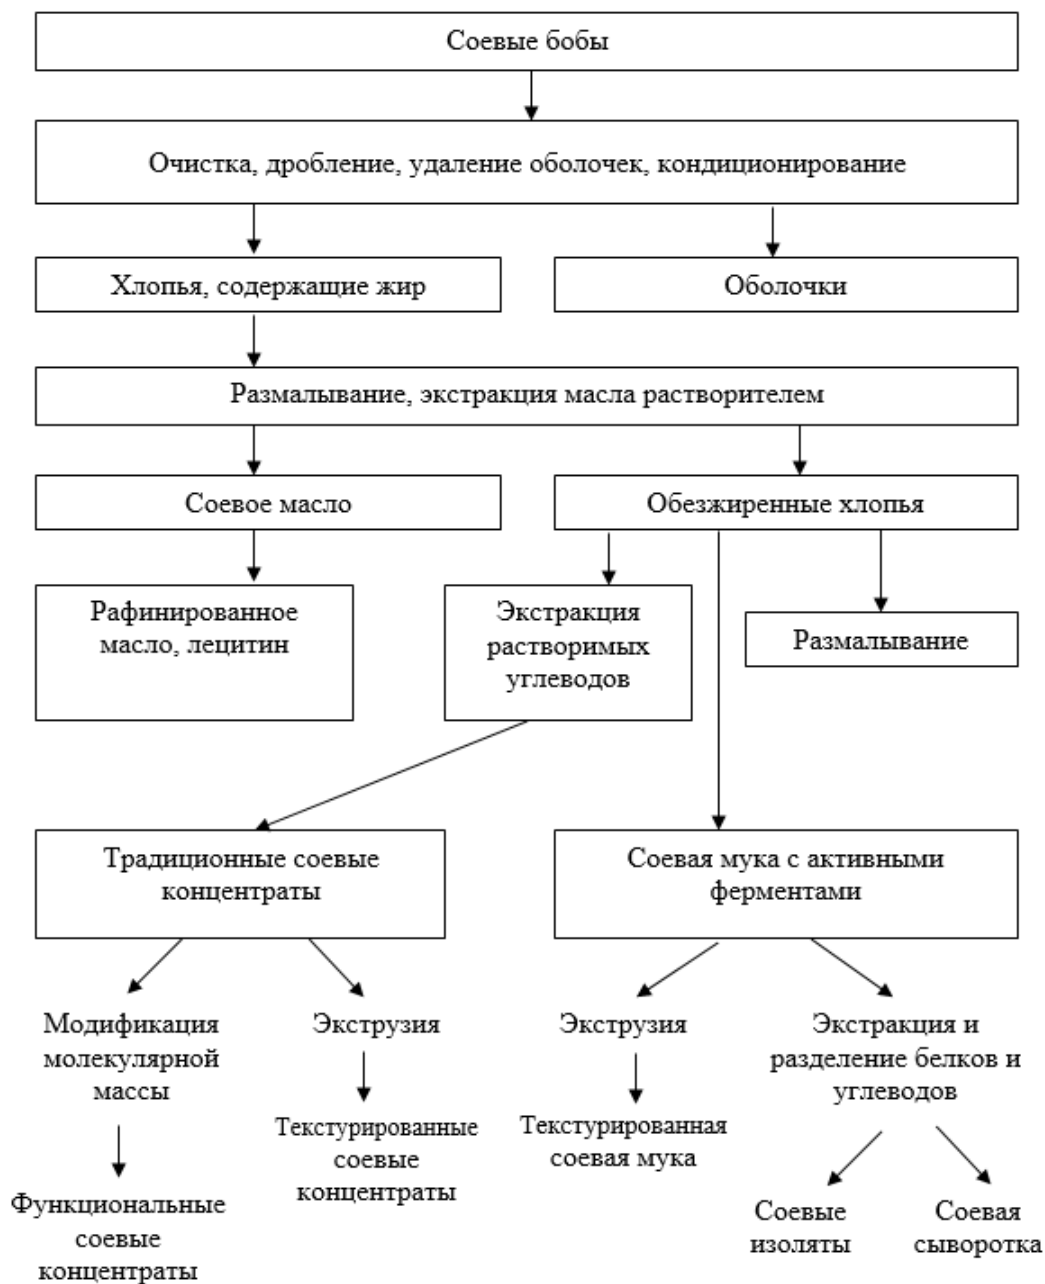 Соевые бобы
Очистка, дробление, удаление оболочек, кондиционирование
Хлопья, содержащие жир
Оболочки
Размалывание, экстракция масла растворителем
Соевое масло
Обезжиренные хлопья
Рафинированное
масло, лецитин
Экстракция
растворимых
углеводов
Размалывание
Традиционные соевые
концентраты
Соевая мука с активными
ферментами
Модификация
молекулярной
массы
Экструзия
Экструзия
Экстракция и
разделение белков и
углеводов
Функциональные
соевые
концентраты
Текстурированные
соевые
концентраты
Текстурированная
соевая мука
Соевые
изоляты
Соевая
сыворотка